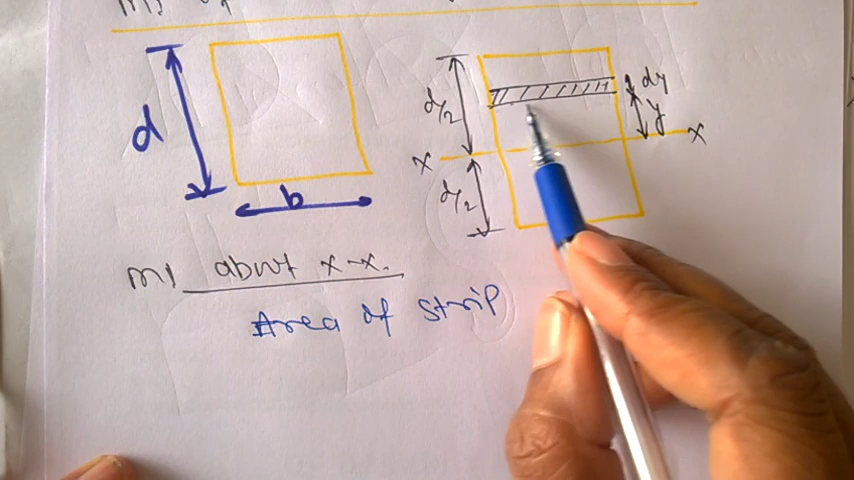 d
b
d/2
d/2
dy
y
x
x
MI about x-x.
Area of strip